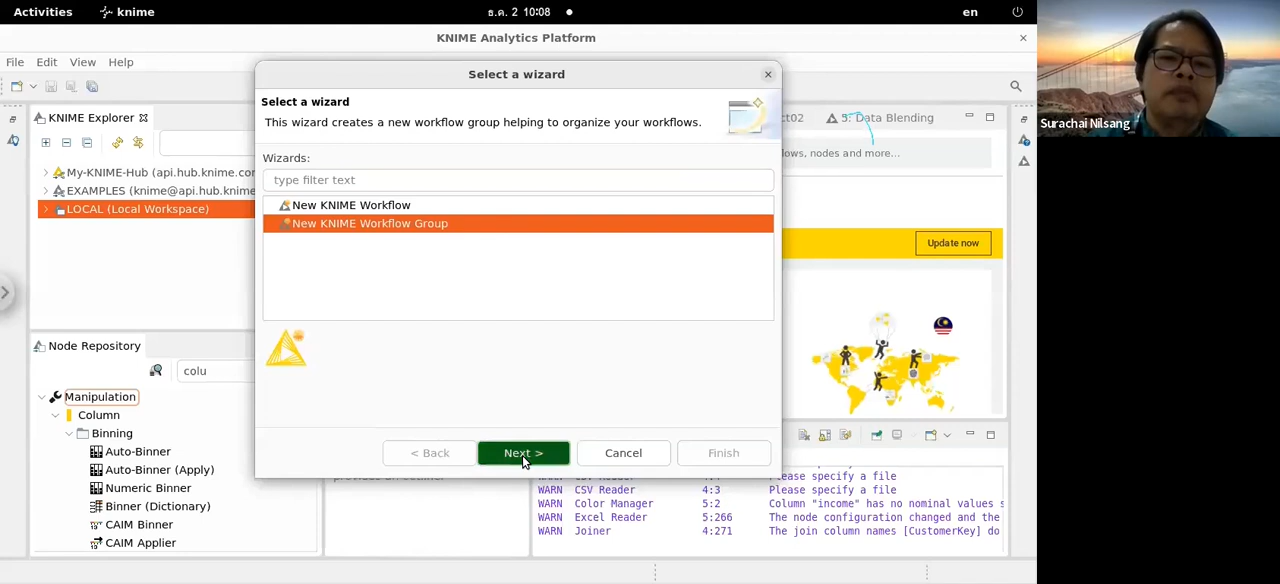 Activities knime ธ.ค. 2 10:08 en
KNIME Analytics Platform
File Edit View Help
Select a wizard
Select a wizard
This wizard creates a new workflow group helping to organize your workflows.
Wizards:
type filter text
New KNIME Workflow
New KNIME Workflow Group
< Back Next > Cancel Finish
KNIME Explorer
My-KNIME-Hub (api.hub.knime.com
EXAMPLES (knime@api.hub.knime
LOCAL (Local Workspace)
Node Repository
colu
Manipulation
Column
Binning
Auto-Binner
Auto-Binner (Apply)
Numeric Binner
Binner (Dictionary)
CAIM Binner
CAIM Applier
ct02 5: Data Blending
lows, nodes and more...
Update now
WARN CSV Reader 4:3 Please specify a file
WARN Color Manager 5:2 Column "income" has no nominal values s
WARN Excel Reader 5:266 The node configuration changed and the
WARN Joiner 4:271 The join column names [CustomerKey] do
Surachai Nilsang